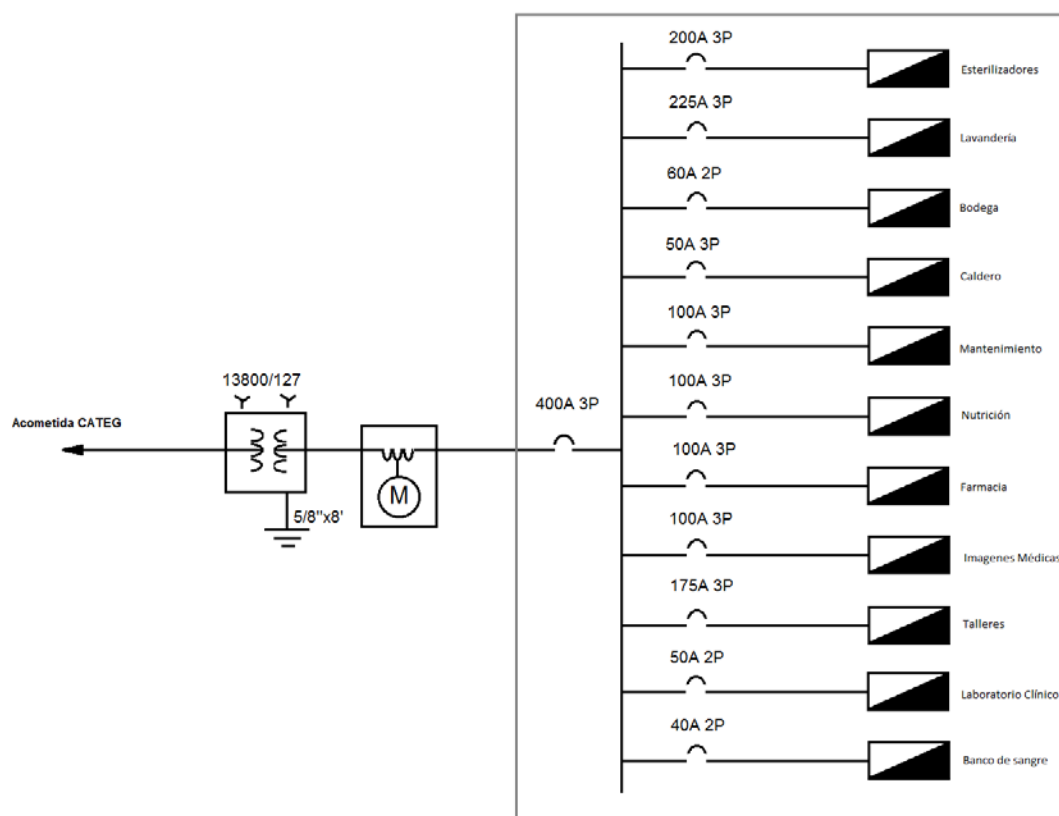 200A 3P
Esterilizadores
225A 3P
Lavandería
60A 2P
Bodega
50A 3P
Caldero
100A 3P
Mantenimiento
13800/127
100A 3P
400A 3P
Nutrición
Acometida CATEG
100A 3P
M
Farmacia
5/8"x8'
100A 3P
Imagenes Médicas
175A 3P
Talleres
50A 2P
Laboratorio Clínico
40A 2P
Banco de sangre